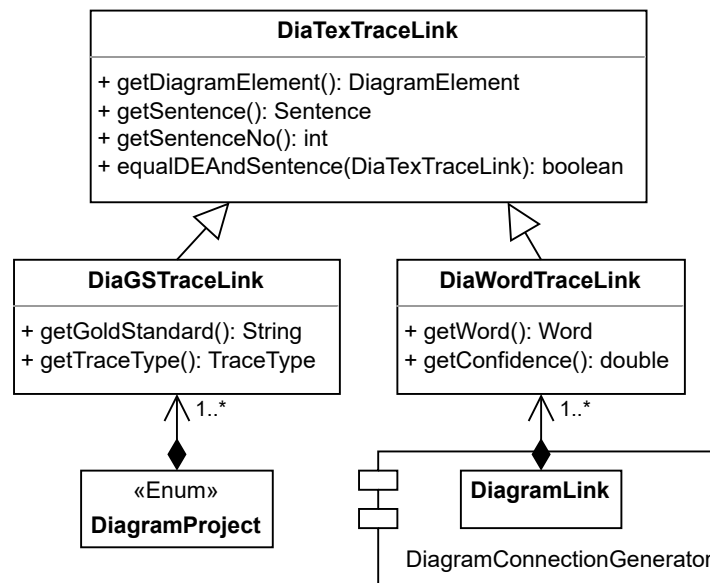 DiaTexTraceLink
+ getDiagramElement(): DiagramElement
+ getSentence(): Sentence
+ getSentenceNo(): int
+ equalDEAndSentence(DiaTexTraceLink): boolean
DiaGSTraceLink
+ getGoldStandard(): String
+ getTraceType(): TraceType
DiaWordTraceLink
+ getWord(): Word
+ getConfidence(): double
1..*
1..*
«Enum»
DiagramProject
DiagramLink
DiagramConnectionGenerator